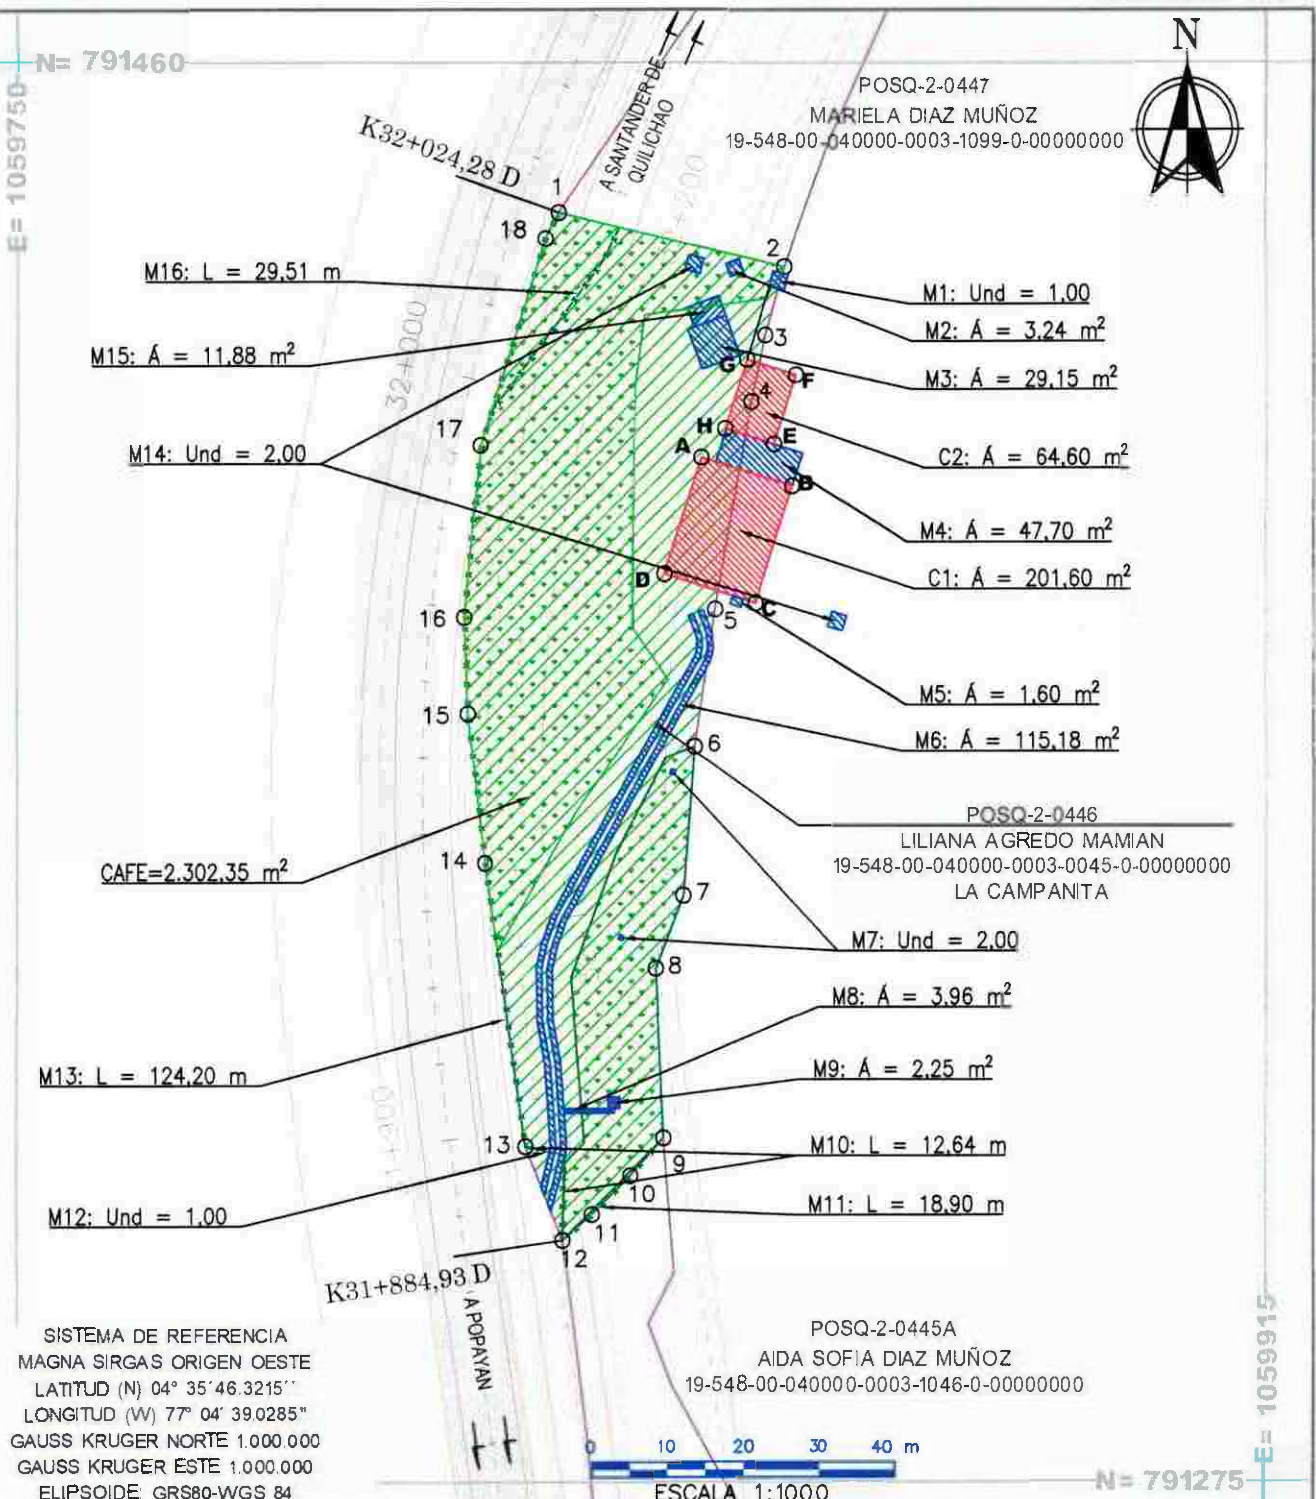 N= 791460
E= 1059750
N
POSQ-2-0447
MARIELA DIAZ MUÑOZ
19-548-00-040000-0003-1099-0-00000000
K32+024,28 D
A SANTANDER DE
QUILICHAO
1
18
2
M16: L = 29,51 m
M1: Und = 1,00
M15: Á = 11,88 m²
M2: Á = 3,24 m²
3
G
F
M3: Á = 29,15 m²
4
32+000
17
H
E
A
M14: Und = 2,00
C2: Á = 64,60 m²
B
M4: Á = 47,70 m²
D
C
C1: Á = 201,60 m²
16
5
15
M5: Á = 1,60 m²
6
M6: Á = 115,18 m²
POSQ-2-0446
LILIANA AGREDO MAMIAN
19-548-00-040000-0003-0045-0-00000000
LA CAMPANITA
14
CAFE=2.302,35 m²
7
M7: Und = 2,00
8
M8: Á = 3,96 m²
M13: L = 124,20 m
M9: Á = 2,25 m²
13
M10: L = 12,64 m
9
10
M12: Und = 1,00
M11: L = 18,90 m
11
12
K31+884,93 D
A POPAYAN
SISTEMA DE REFERENCIA
MAGNA SIRGAS ORIGEN OESTE
LATITUD (N) 04° 35´46.3215´´
LONGITUD (W) 77° 04´ 39.0285"
GAUSS KRUGER NORTE 1.000.000
GAUSS KRUGER ESTE 1.000.000
ELIPSOIDE: GRS80-WGS 84
POSQ-2-0445A
AIDA SOFIA DIAZ MUÑOZ
19-548-00-040000-0003-1046-0-00000000
0 10 20 30 40 m
ESCALA 1:1000
E= 1059915
N= 791275